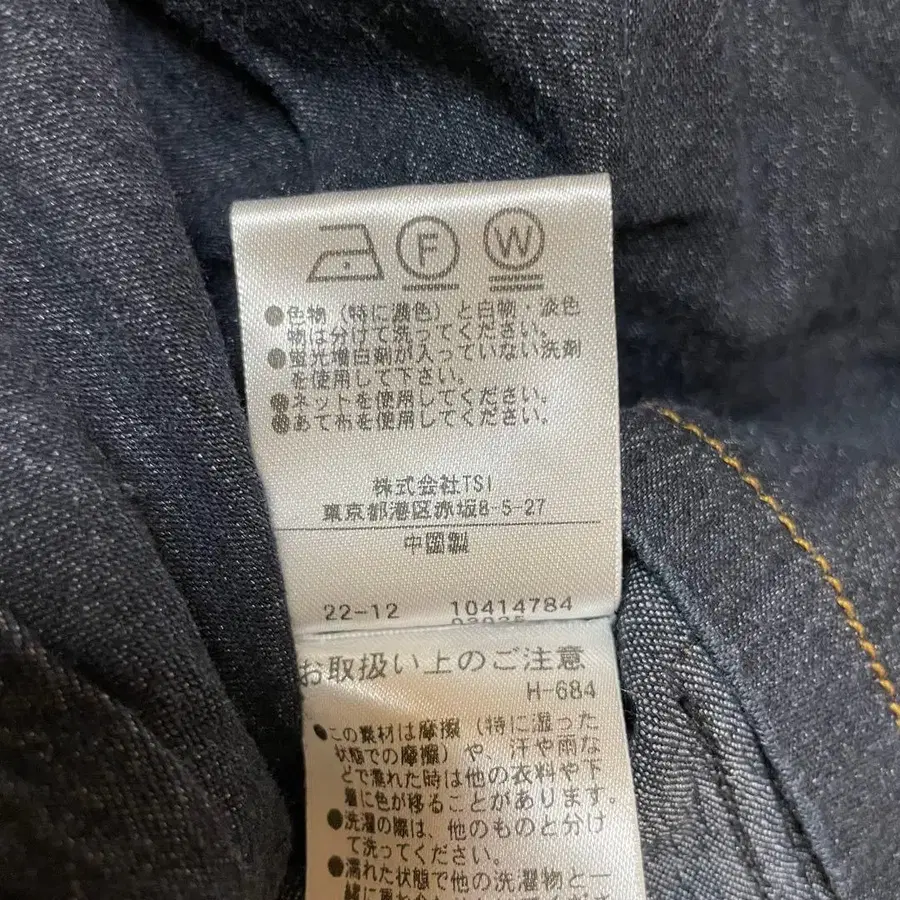 F W
●色物(特に濃色)と白物・淡色
物は分けて洗ってください。
●蛍光増白剤が入っていない洗剤
を使用して下さい。
●ネットを使用してください。
●あて布を使用してください。
株式会社TSI
東京都港区赤坂8-5-27
中国製
22-12 10414784
お取扱い上のご注意
H-684
●この素材は摩擦(特に湿った
状態での摩擦)や、汗や雨な
どで濡れた時は他の衣料や下
着に色が移ることがあります。
●洗濯の際は、他のものと分け
て洗ってください。
●濡れた状態で他の洗濯物と一
緒に